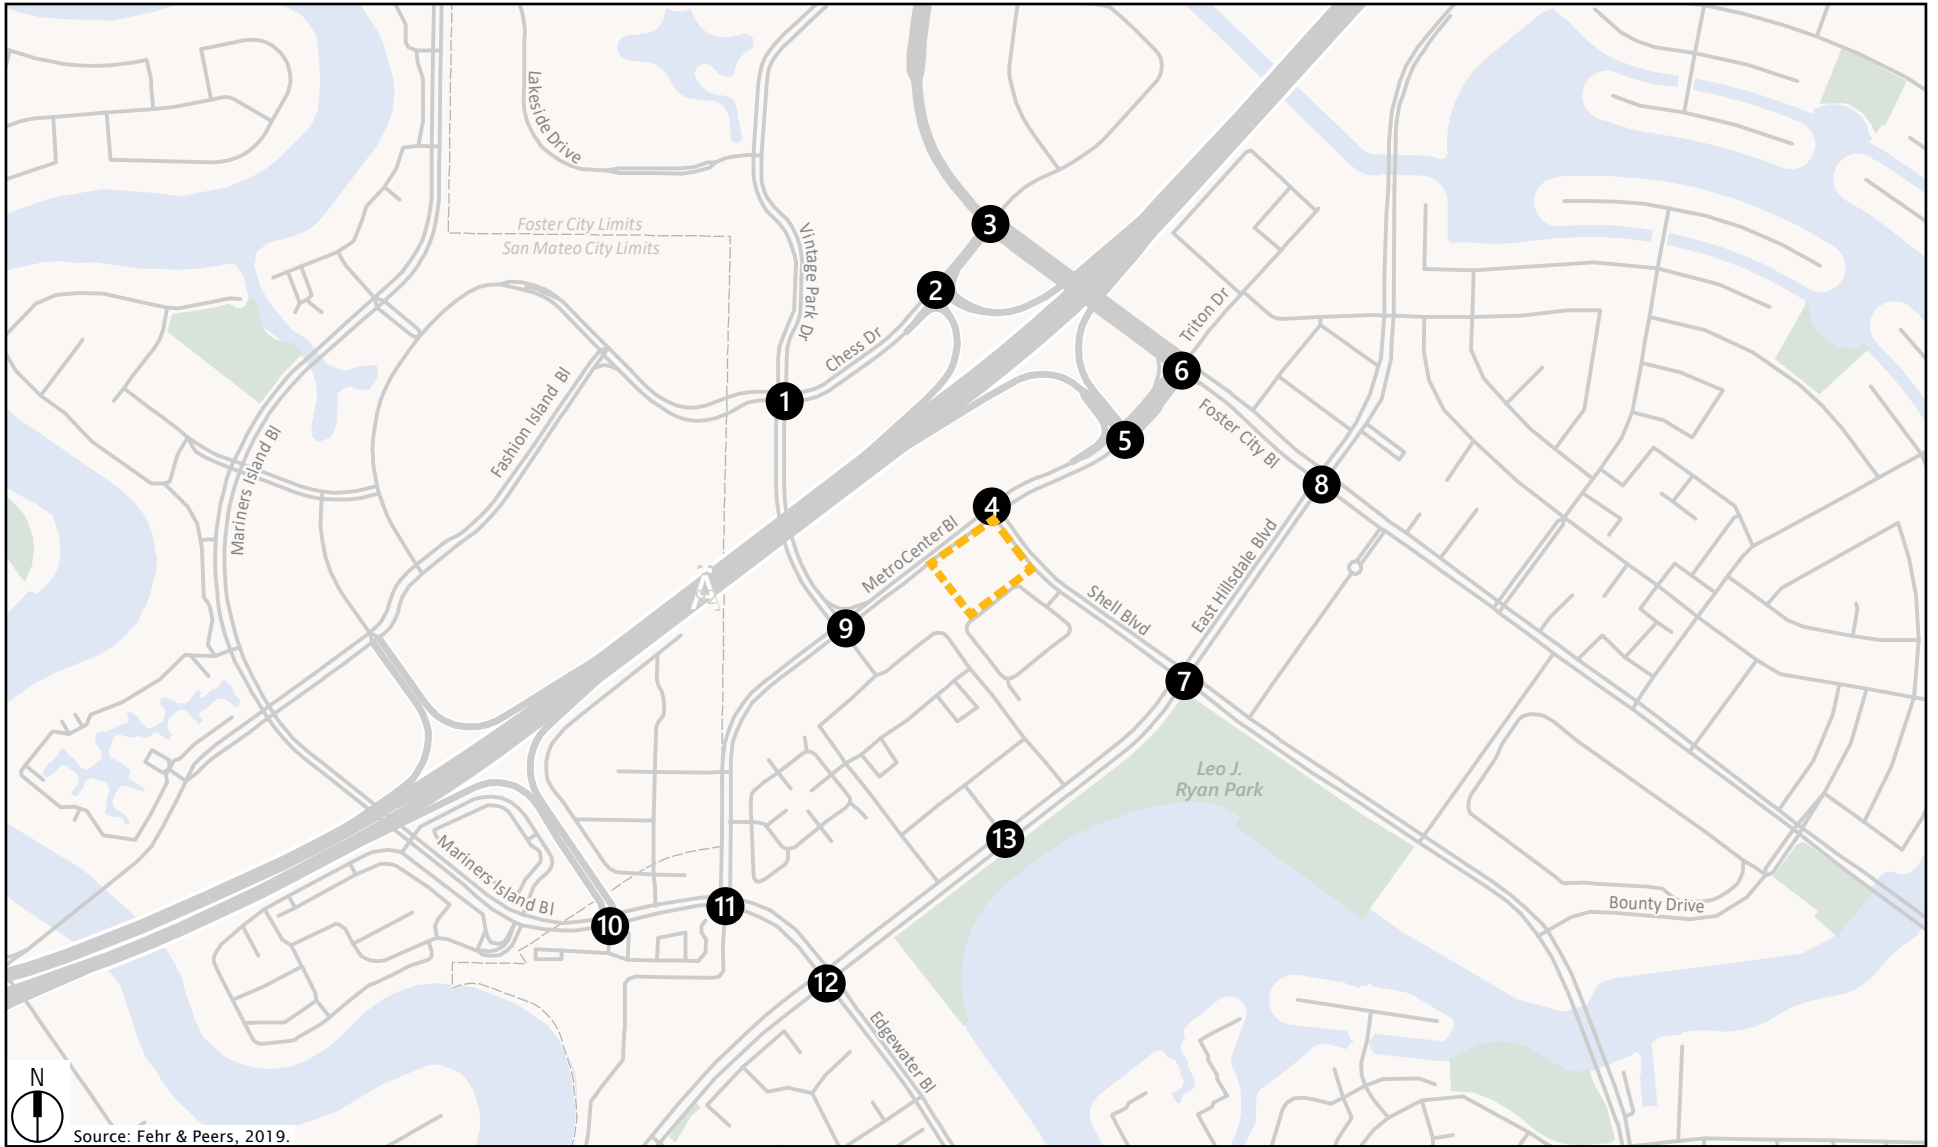 Lakeside Drive
Foster City Limits
San Mateo City Limits
Vintage Park Dr
3
2
Chess Dr
Triton Dr
1
6
Fashion Island Bl
Foster City Bl
5
Mariners Island Bl
8
4
MetroCenter Bl
East Hillsdale Blvd
Shell Blvd
9
7
Leo J.
Ryan Park
13
Mariners Island Bl
11
10
Bounty Drive
12
Edgewater Bl
N
Source: Fehr & Peers, 2019.